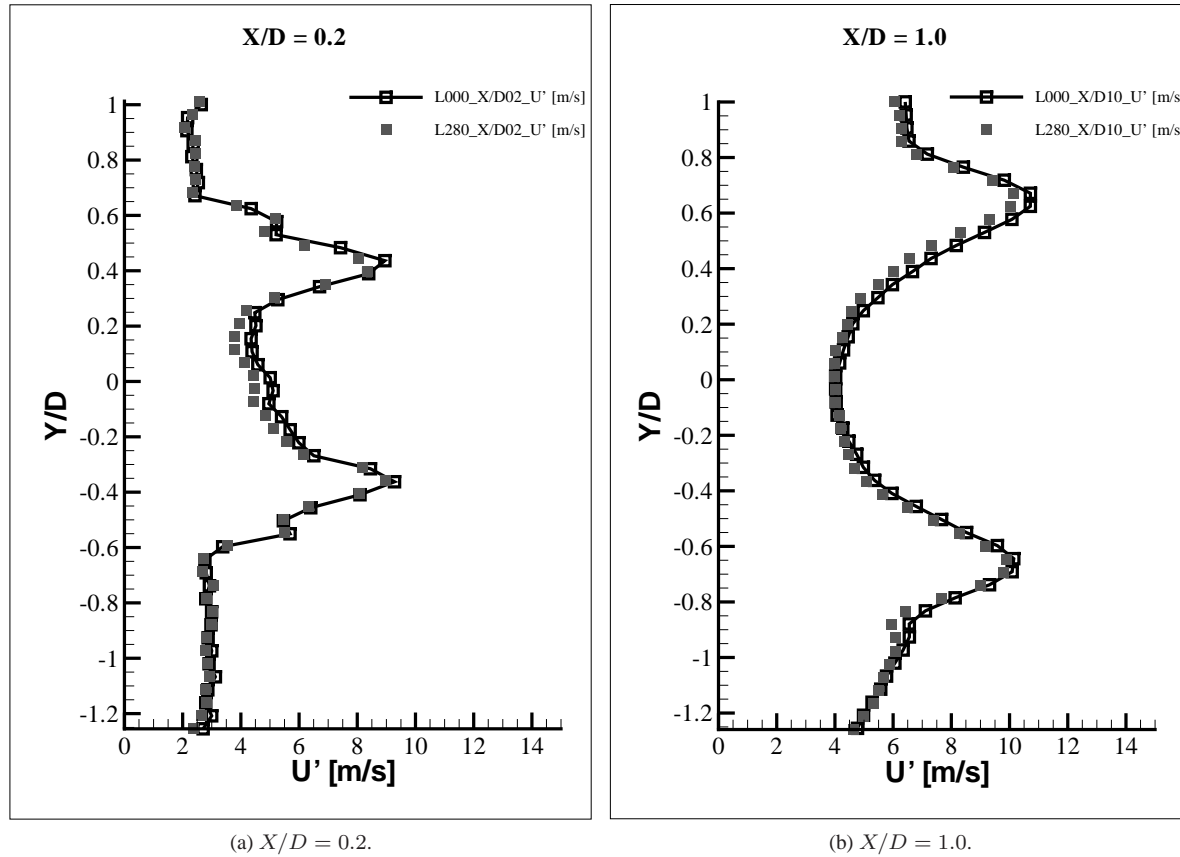 X/D = 0.2
L000_X/D02_U' [m/s]
L280_X/D02_U' [m/s]
1
0.8
0.6
0.4
0.2
0
-0.2
-0.4
-0.6
-0.8
-1
-1.2
Y/D
0 2 4 6 8 10 12 14
U' [m/s]
(a) X/D = 0.2.
X/D = 1.0
L000_X/D10_U' [m/s]
L280_X/D10_U' [m/s]
1
0.8
0.6
0.4
0.2
0
-0.2
-0.4
-0.6
-0.8
-1
-1.2
Y/D
0 2 4 6 8 10 12 14
U' [m/s]
(b) X/D = 1.0.